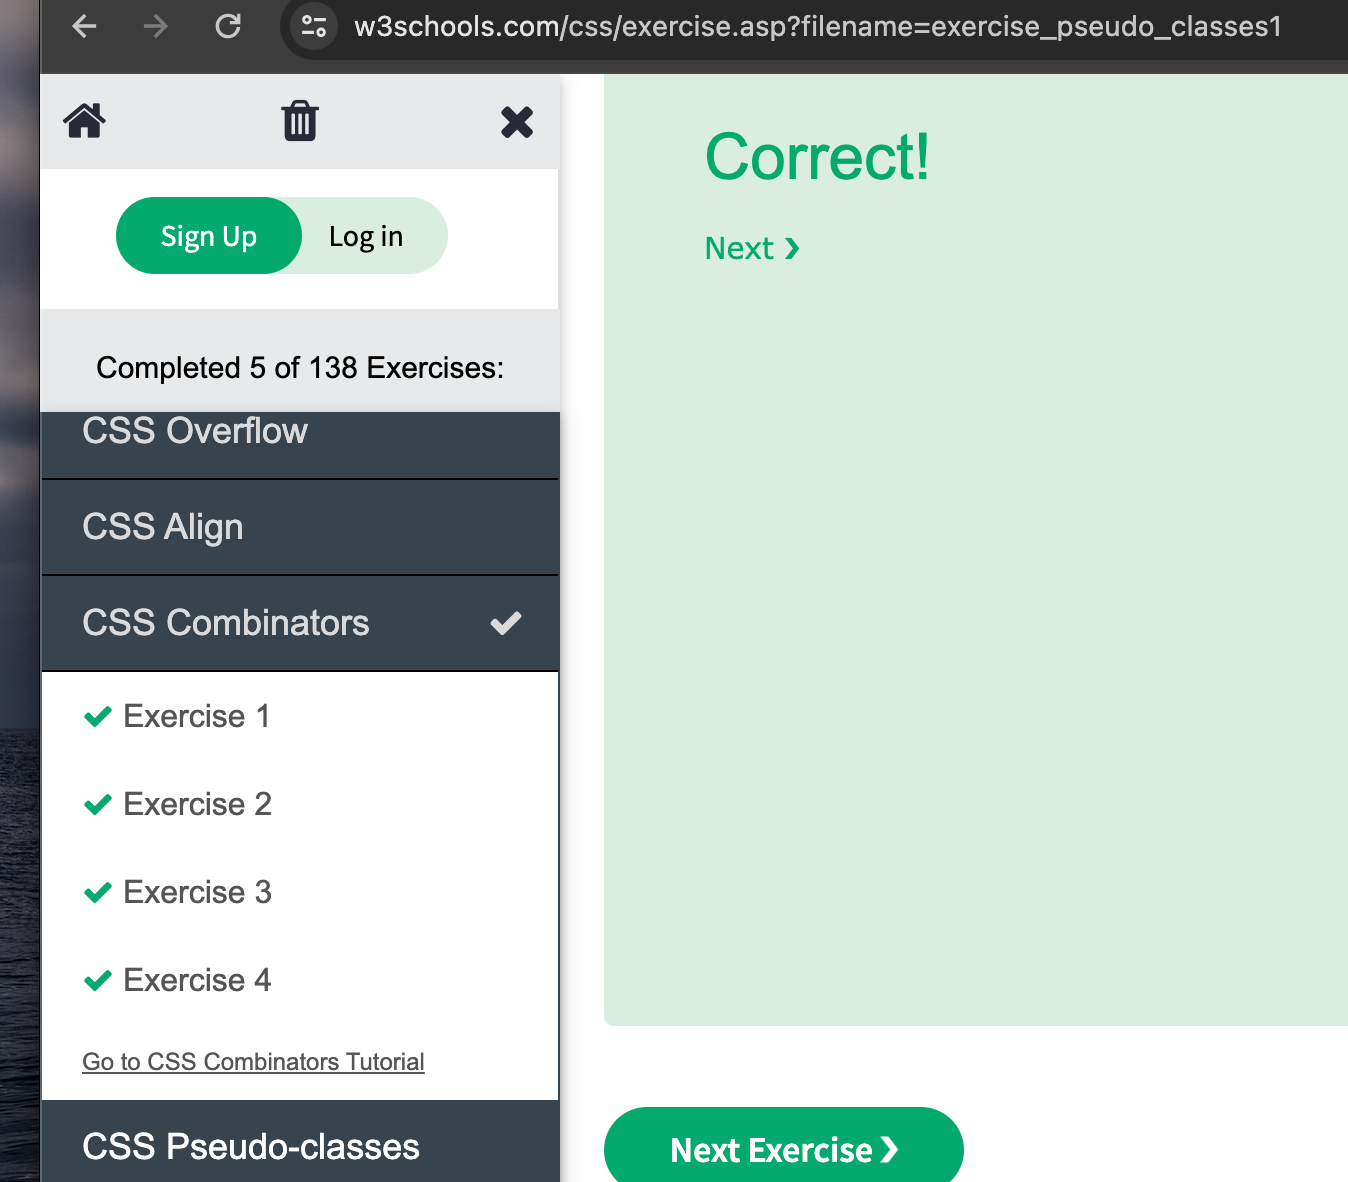 w3schools.com/css/exercise.asp?filename=exercise_pseudo_classes1
Sign Up
Log in
Completed 5 of 138 Exercises:
CSS Overflow
CSS Align
CSS Combinators
Exercise 1
Exercise 2
Exercise 3
Exercise 4
Go to CSS Combinators Tutorial
CSS Pseudo-classes
Correct!
Next ❯
Next Exercise ❯